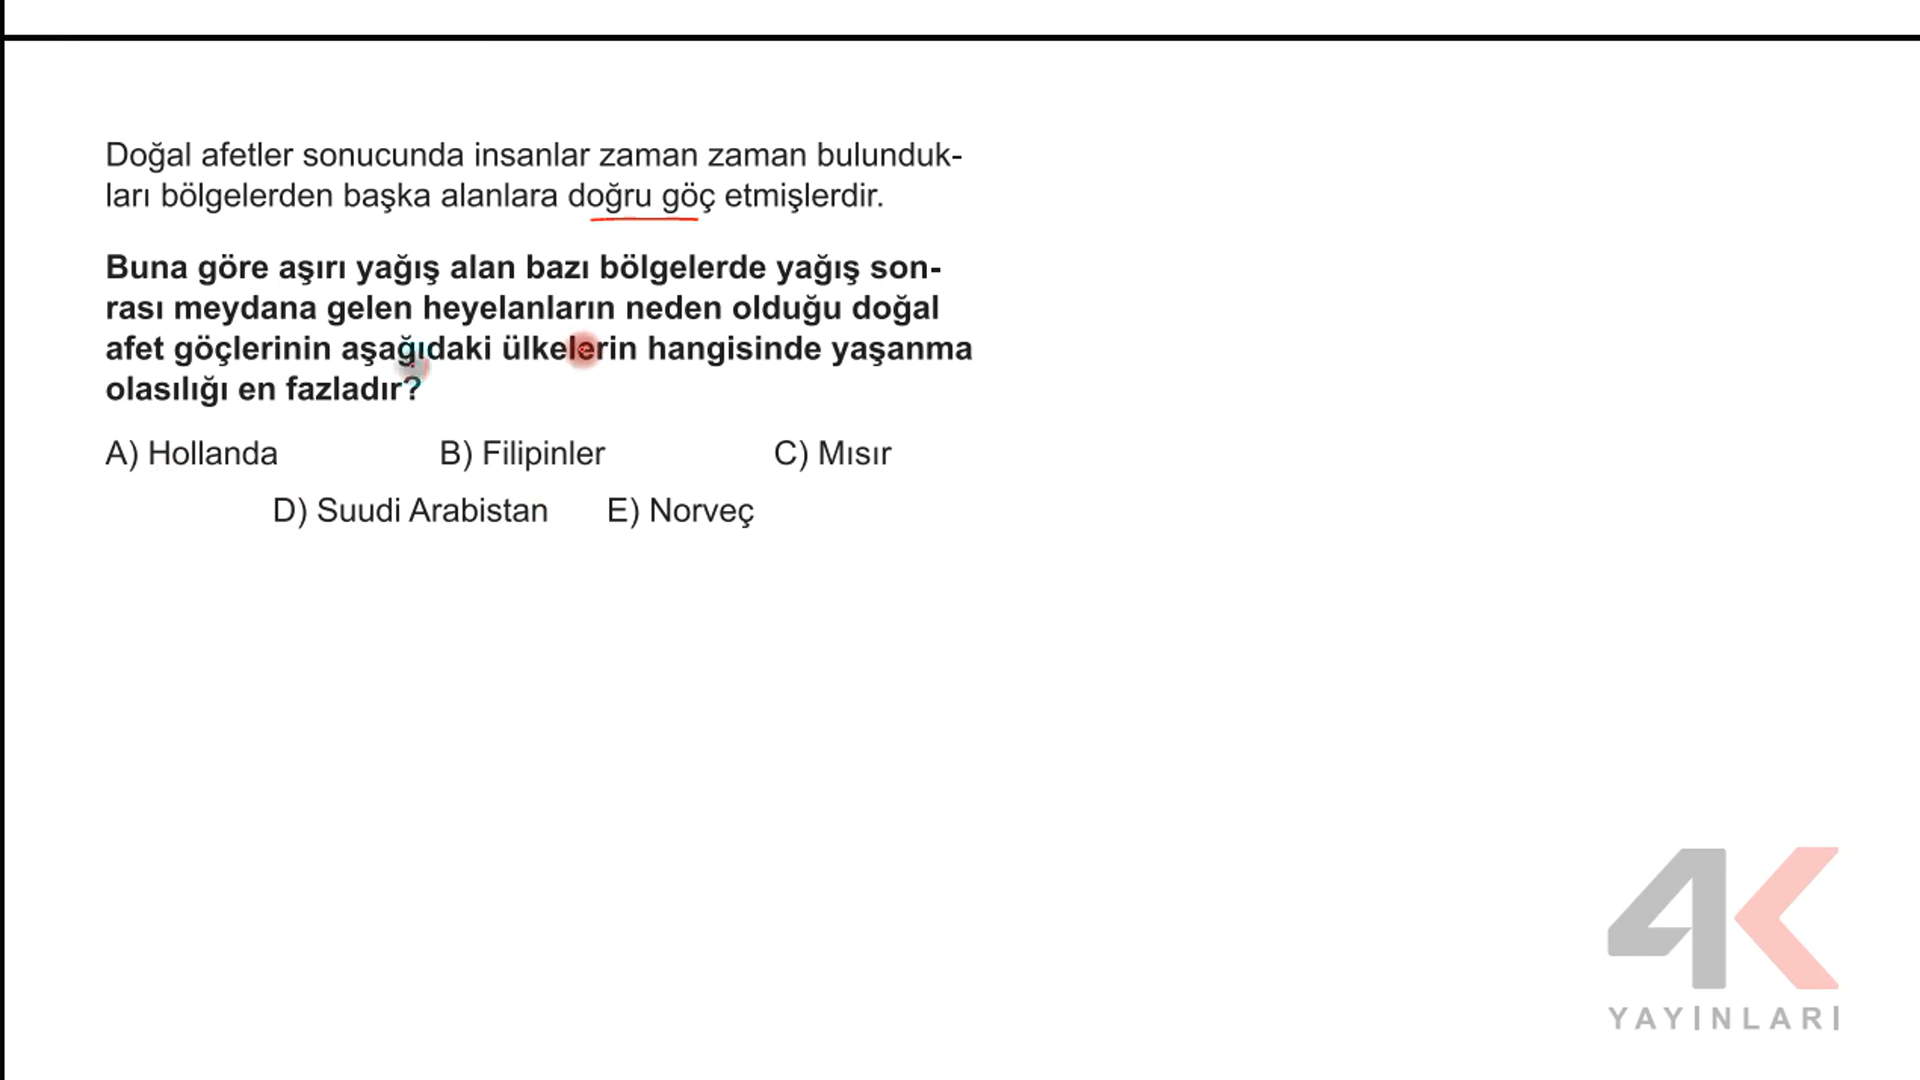 Doğal afetler sonucunda insanlar zaman zaman bulunduk-
ları bölgelerden başka alanlara doğru göç etmişlerdir.
Buna göre aşırı yağış alan bazı bölgelerde yağış son-
rası meydana gelen heyelanların neden olduğu doğal
afet göçlerinin aşağıdaki ülkelerin hangisinde yaşanma
olasılığı en fazladır?
A) Hollanda B) Filipinler C) Mısır
D) Suudi Arabistan E) Norveç
4K
YAYINLARI